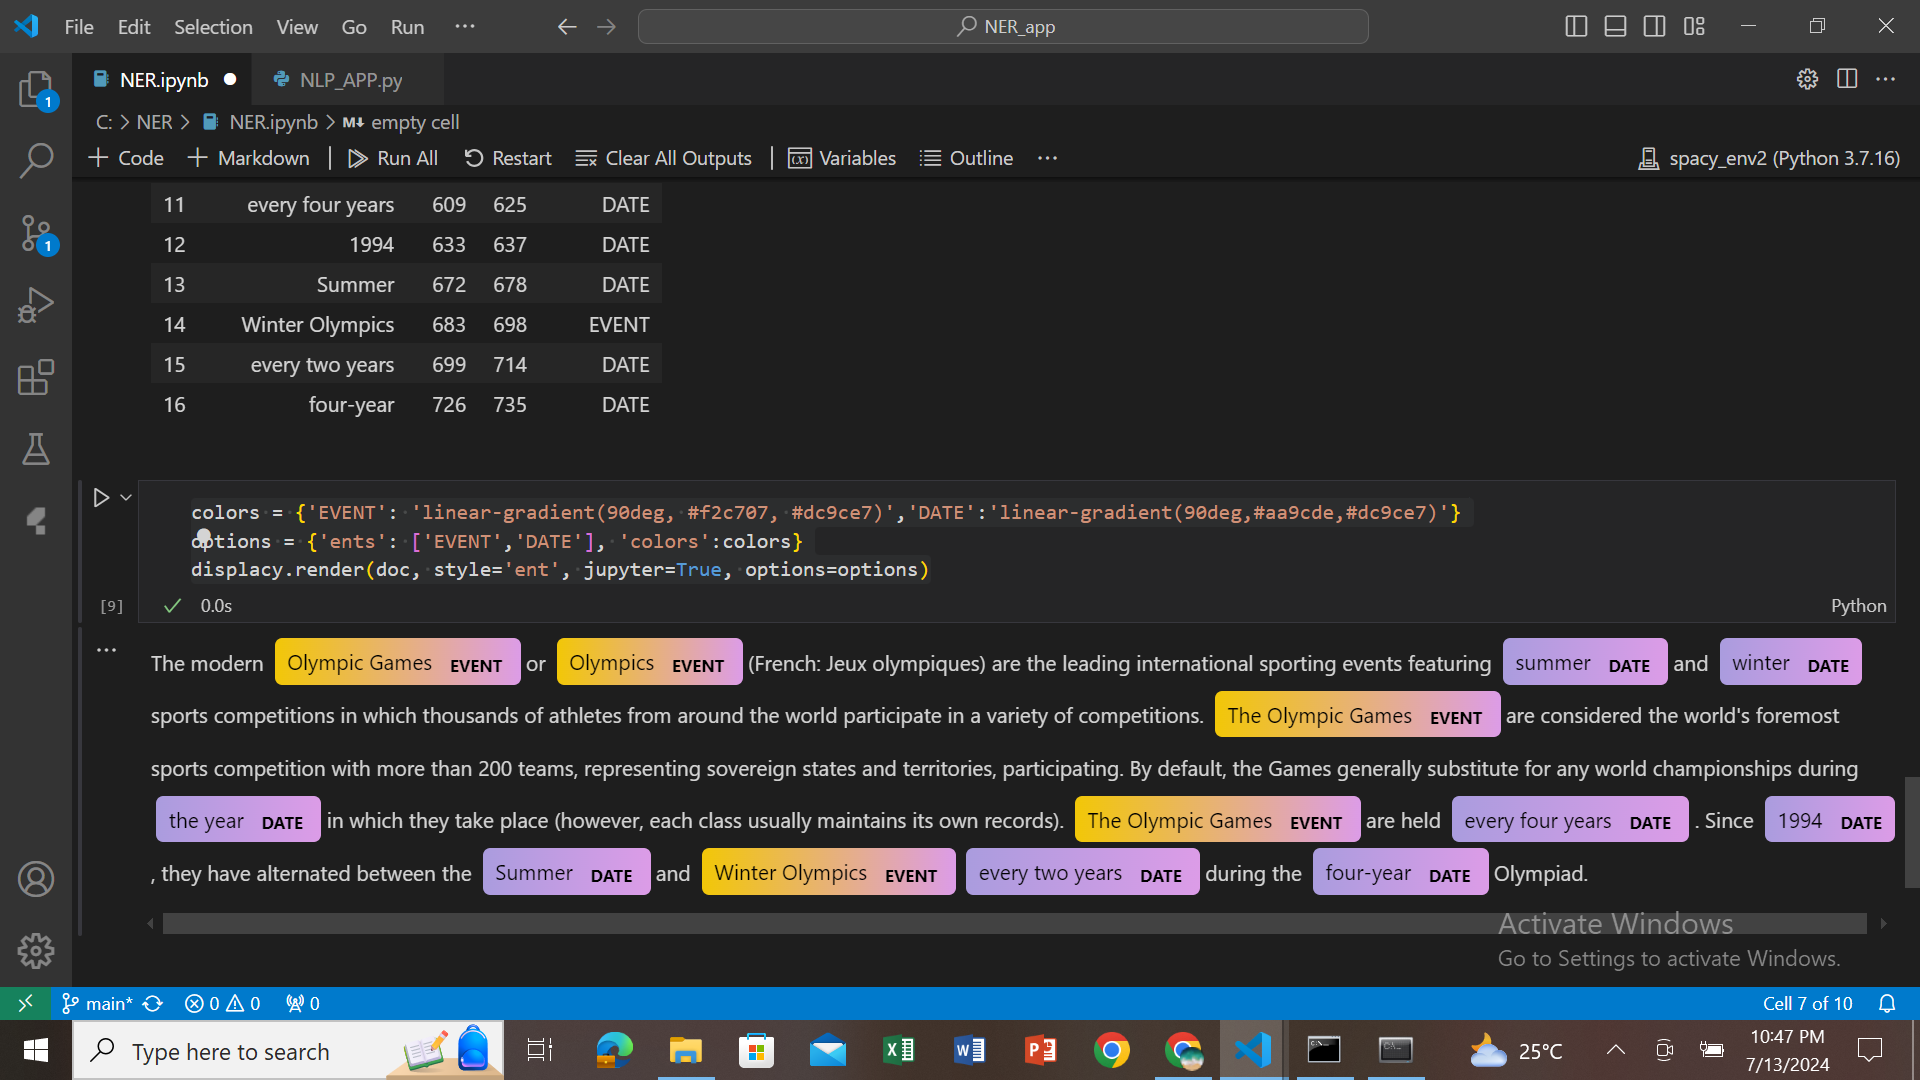 File Edit Selection View Go Run ··· NER_app
NER.ipynb NLP_APP.py
C: > NER > NER.ipynb > M↓ empty cell
+ Code + Markdown | Run All Restart Clear All Outputs | Variables Outline ··· spacy_env2 (Python 3.7.16)
11 every four years 609 625 DATE
12 1994 633 637 DATE
13 Summer 672 678 DATE
14 Winter Olympics 683 698 EVENT
15 every two years 699 714 DATE
16 four-year 726 735 DATE
colors = {'EVENT': 'linear-gradient(90deg, #f2c707, #dc9ce7)','DATE':'linear-gradient(90deg,#aa9cde,#dc9ce7)'}
options = {'ents': ['EVENT','DATE'], 'colors':colors}
displacy.render(doc, style='ent', jupyter=True, options=options)
[9] 0.0s Python
The modern Olympic Games EVENT or Olympics EVENT (French: Jeux olympiques) are the leading international sporting events featuring summer DATE and winter DATE
sports competitions in which thousands of athletes from around the world participate in a variety of competitions. The Olympic Games EVENT are considered the world's foremost
sports competition with more than 200 teams, representing sovereign states and territories, participating. By default, the Games generally substitute for any world championships during
the year DATE in which they take place (however, each class usually maintains its own records). The Olympic Games EVENT are held every four years DATE . Since 1994 DATE
, they have alternated between the Summer DATE and Winter Olympics EVENT every two years DATE during the four-year DATE Olympiad.
Activate Windows
Go to Settings to activate Windows.
main* 0 0 0 Cell 7 of 10
Type here to search 25°C 10:47 PM
7/13/2024